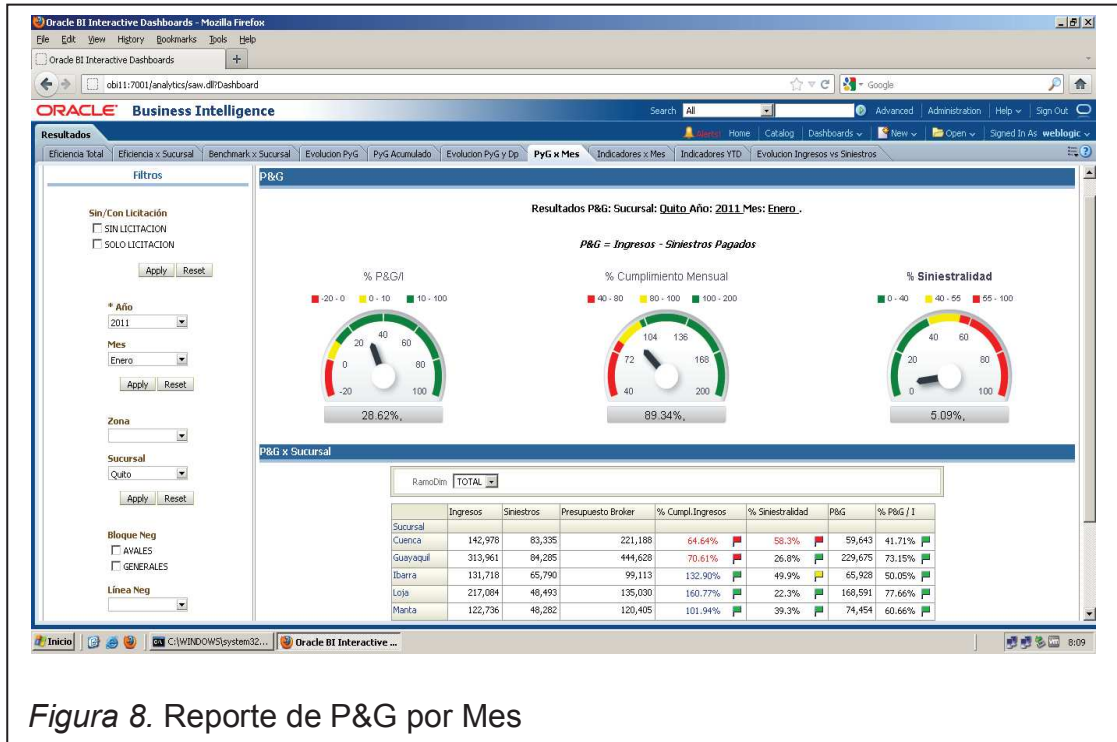 Oracle BI Interactive Dashboards - Mozilla Firefox
File Edit View History Bookmarks Tools Help
Oracle BI Interactive Dashboards +
obi11:7001/analytics/saw.dll?Dashboard Google
ORACLE Business Intelligence Search All Advanced Administration Help Sign Out
Resultados Alerts! Home Catalog Dashboards New Open Signed In As weblogic
Eficiencia Total Eficiencia x Sucursal Benchmark x Sucursal Evolucion PyG PyG Acumulado Evolucion PyG y Dp PyG x Mes Indicadores x Mes Indicadores YTD Evolucion Ingresos vs Siniestros
Filtros
Sin/Con Licitación
SIN LICITACION
SOLO LICITACION
Apply Reset
* Año
2011
Mes
Enero
Apply Reset
Zona
Sucursal
Quito
Apply Reset
Bloque Neg
AVALES
GENERALES
Línea Neg
P&G
Resultados P&G: Sucursal: Quito Año: 2011 Mes: Enero .
P&G = Ingresos - Siniestros Pagados
% P&G/I
-20 - 0 0 - 10 10 - 100
-20 0 20 40 60 80 100
28.62%,
% Cumplimiento Mensual
40 - 80 80 - 100 100 - 200
40 72 104 136 168 200
89.34%,
% Siniestralidad
0 - 40 40 - 55 55 - 100
0 20 40 60 80 100
5.09%,
P&G x Sucursal
RamoDim TOTAL
Ingresos Siniestros Presupuesto Broker % Cumpl.Ingresos % Siniestralidad P&G % P&G / I
Sucursal
Cuenca 142,978 83,335 221,188 64.64% 58.3% 59,643 41.71%
Guayaquil 313,961 84,285 444,628 70.61% 26.8% 229,675 73.15%
Ibarra 131,718 65,790 99,113 132.90% 49.9% 65,928 50.05%
Loja 217,084 48,493 135,030 160.77% 22.3% 168,591 77.66%
Manta 122,736 48,282 120,405 101.94% 39.3% 74,454 60.66%
Inicio C:\WINDOWS\system32... Oracle BI Interactive ... 8:09
Figura 8. Reporte de P&G por Mes